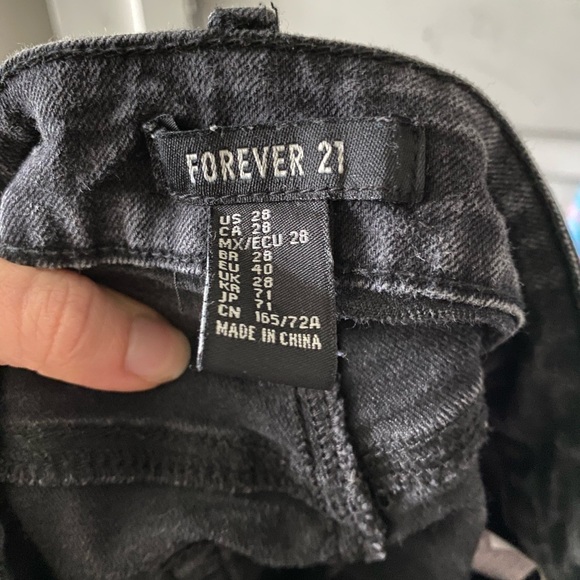 FOREVER 21
US 28
CA 28
MX/ECU 28
BR 28
EU 40
UK 28
KR 71
JP 71
CN 165/72A
MADE IN CHINA